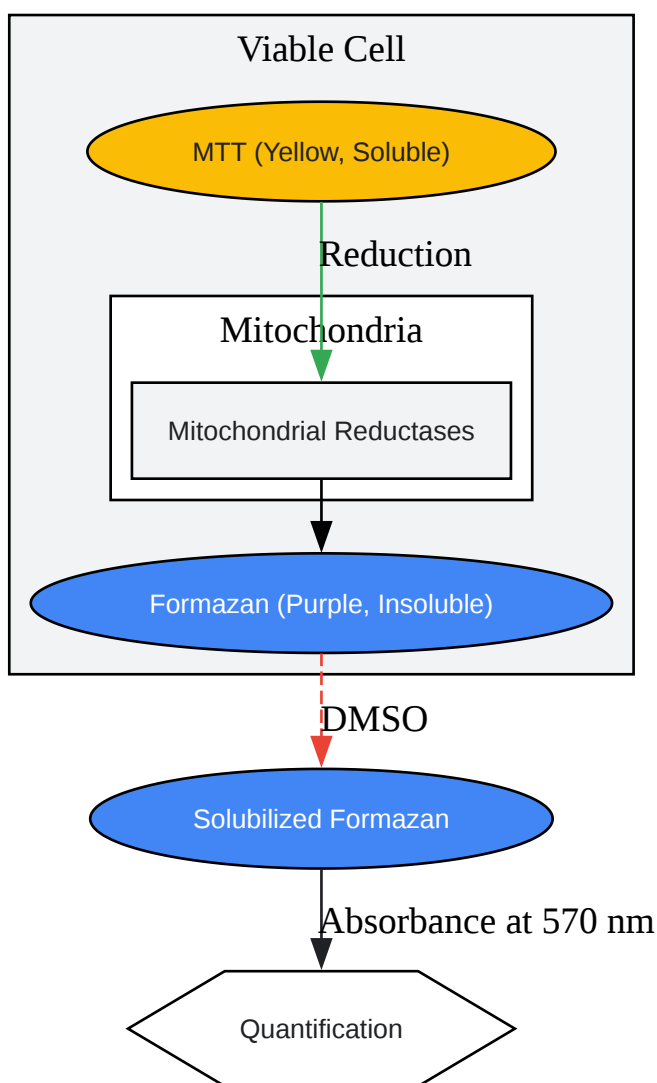 Viable Cell
MTT (Yellow, Soluble)
Reduction
Mitochondria
Mitochondrial Reductases
Formazan (Purple, Insoluble)
DMSO
Solubilized Formazan
Absorbance at 570 nm
Quantification